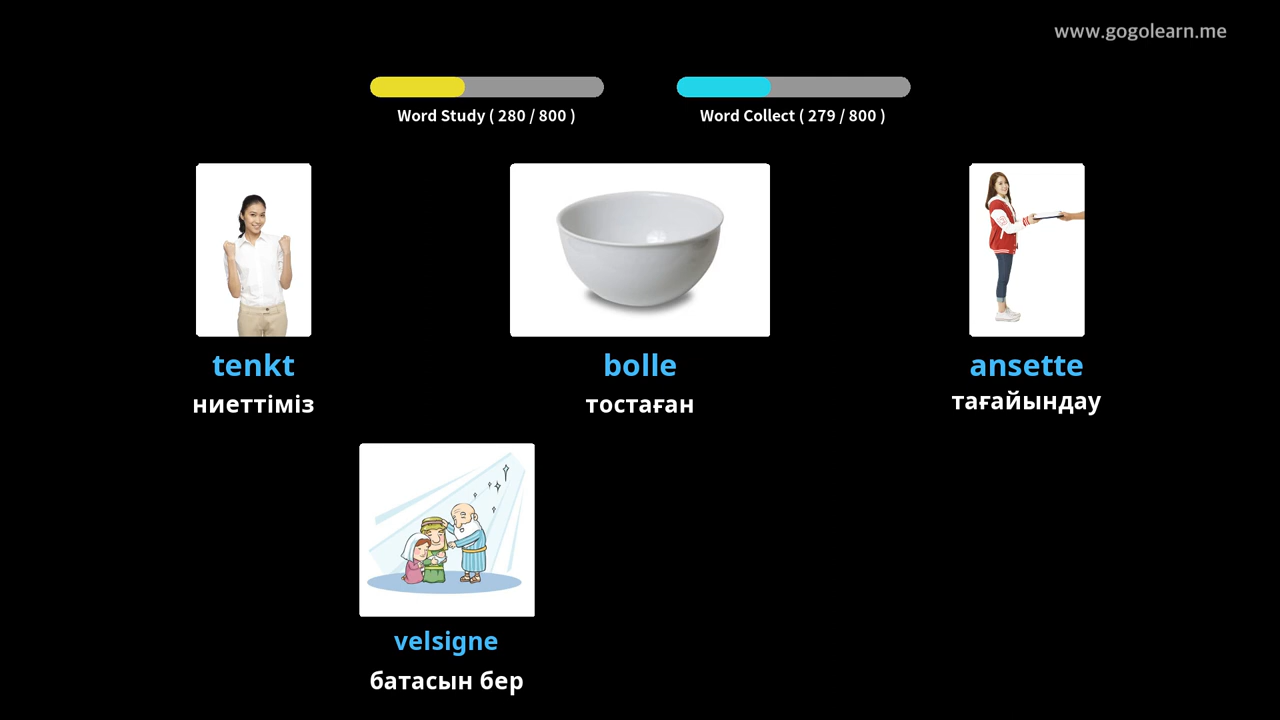 www.gogolearn.me
Word Study ( 280 / 800 )
Word Collect ( 279 / 800 )
tenkt
ниеттіміз
bolle
тостаған
ansette
тағайындау
velsigne
батасын бер